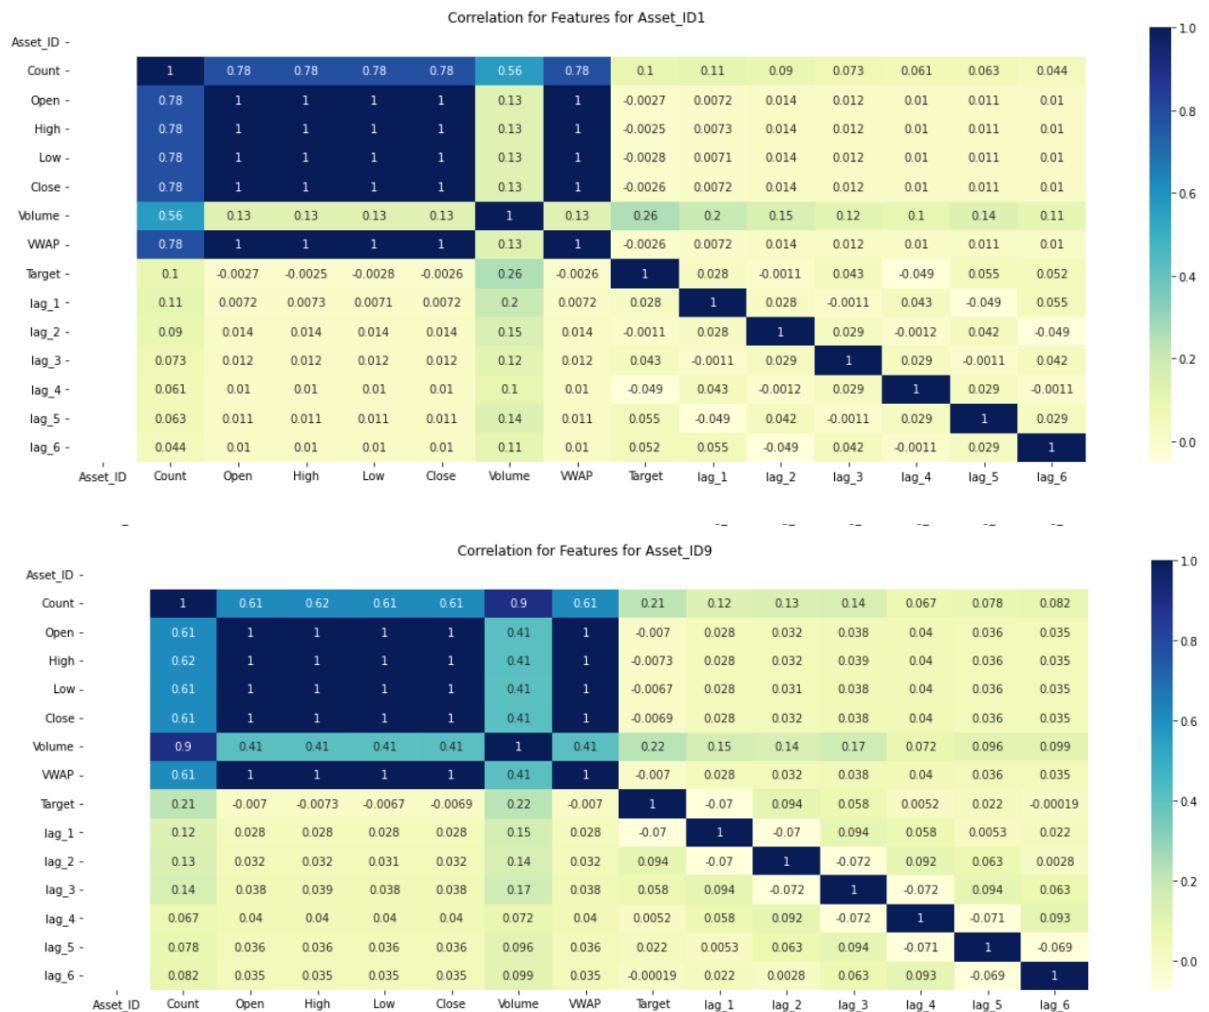 Correlation for Features for Asset_ID1
Asset_ID -
Count - 1 0.78 0.78 0.78 0.78 0.56 0.78 0.1 0.11 0.09 0.073 0.061 0.063 0.044
Open - 0.78 1 1 1 1 0.13 1 -0.0027 0.0072 0.014 0.012 0.01 0.011 0.01
High - 0.78 1 1 1 1 0.13 1 -0.0025 0.0073 0.014 0.012 0.01 0.011 0.01
Low - 0.78 1 1 1 1 0.13 1 -0.0028 0.0071 0.014 0.012 0.01 0.011 0.01
Close - 0.78 1 1 1 1 0.13 1 -0.0026 0.0072 0.014 0.012 0.01 0.011 0.01
Volume - 0.56 0.13 0.13 0.13 0.13 1 0.13 0.26 0.2 0.15 0.12 0.1 0.14 0.11
VWAP - 0.78 1 1 1 1 0.13 1 -0.0026 0.0072 0.014 0.012 0.01 0.011 0.01
Target - 0.1 -0.0027 -0.0025 -0.0028 -0.0026 0.26 -0.0026 1 0.028 -0.0011 0.043 -0.049 0.055 0.052
lag_1 - 0.11 0.0072 0.0073 0.0071 0.0072 0.2 0.0072 0.028 1 0.028 -0.0011 0.043 -0.049 0.055
lag_2 - 0.09 0.014 0.014 0.014 0.014 0.15 0.014 -0.0011 0.028 1 0.029 -0.0012 0.042 -0.049
lag_3 - 0.073 0.012 0.012 0.012 0.012 0.12 0.012 0.043 -0.0011 0.029 1 0.029 -0.0011 0.042
lag_4 - 0.061 0.01 0.01 0.01 0.01 0.1 0.01 -0.049 0.043 -0.0012 0.029 1 0.029 -0.0011
lag_5 - 0.063 0.011 0.011 0.011 0.011 0.14 0.011 0.055 -0.049 0.042 -0.0011 0.029 1 0.029
lag_6 - 0.044 0.01 0.01 0.01 0.01 0.11 0.01 0.052 0.055 -0.049 0.042 -0.0011 0.029 1
Asset_ID Count Open High Low Close Volume VWAP Target lag_1 lag_2 lag_3 lag_4 lag_5 lag_6
1.0
0.8
0.6
0.4
0.2
0.0
Correlation for Features for Asset_ID9
Asset_ID -
Count - 1 0.61 0.62 0.61 0.61 0.9 0.61 0.21 0.12 0.13 0.14 0.067 0.078 0.082
Open - 0.61 1 1 1 1 0.41 1 -0.007 0.028 0.032 0.038 0.04 0.036 0.035
High - 0.62 1 1 1 1 0.41 1 -0.0073 0.028 0.032 0.039 0.04 0.036 0.035
Low - 0.61 1 1 1 1 0.41 1 -0.0067 0.028 0.031 0.038 0.04 0.036 0.035
Close - 0.61 1 1 1 1 0.41 1 -0.0069 0.028 0.032 0.038 0.04 0.036 0.035
Volume - 0.9 0.41 0.41 0.41 0.41 1 0.41 0.22 0.15 0.14 0.17 0.072 0.096 0.099
VWAP - 0.61 1 1 1 1 0.41 1 -0.007 0.028 0.032 0.038 0.04 0.036 0.035
Target - 0.21 -0.007 -0.0073 -0.0067 -0.0069 0.22 -0.007 1 -0.07 0.094 0.058 0.0052 0.022 -0.00019
lag_1 - 0.12 0.028 0.028 0.028 0.028 0.15 0.028 -0.07 1 -0.07 0.094 0.058 0.0053 0.022
lag_2 - 0.13 0.032 0.032 0.031 0.032 0.14 0.032 0.094 -0.07 1 -0.072 0.092 0.063 0.0028
lag_3 - 0.14 0.038 0.039 0.038 0.038 0.17 0.038 0.058 0.094 -0.072 1 -0.072 0.094 0.063
lag_4 - 0.067 0.04 0.04 0.04 0.04 0.072 0.04 0.0052 0.058 0.092 -0.072 1 -0.071 0.093
lag_5 - 0.078 0.036 0.036 0.036 0.036 0.096 0.036 0.022 0.0053 0.063 0.094 -0.071 1 -0.069
lag_6 - 0.082 0.035 0.035 0.035 0.035 0.099 0.035 -0.00019 0.022 0.0028 0.063 0.093 -0.069 1
Asset_ID Count Open High Low Close Volume VWAP Target lag_1 lag_2 lag_3 lag_4 lag_5 lag_6
1.0
0.8
0.6
0.4
0.2
0.0